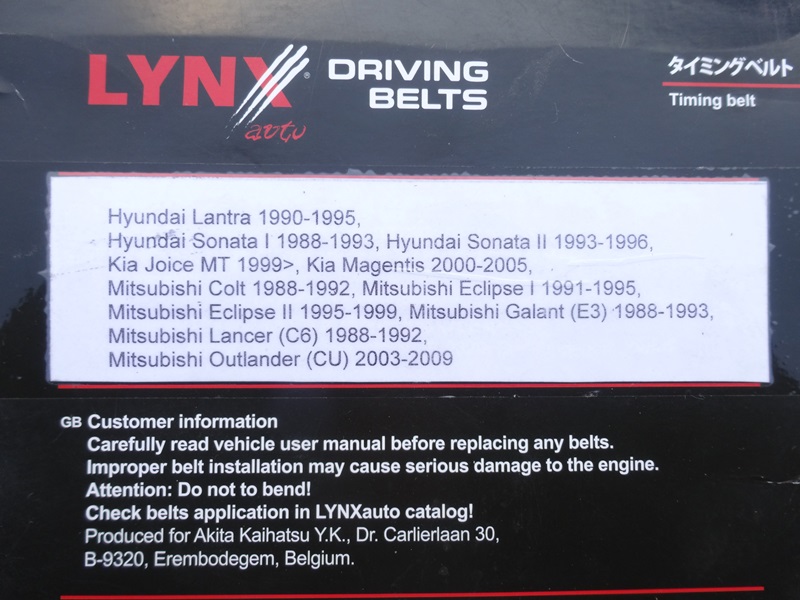 LYNX® DRIVING
BELTS
auto
タイミングベルト
Timing belt
Hyundai Lantra 1990-1995,
Hyundai Sonata I 1988-1993, Hyundai Sonata II 1993-1996,
Kia Joice MT 1999>, Kia Magentis 2000-2005,
Mitsubishi Colt 1988-1992, Mitsubishi Eclipse I 1991-1995,
Mitsubishi Eclipse II 1995-1999, Mitsubishi Galant (E3) 1988-1993,
Mitsubishi Lancer (C6) 1988-1992,
Mitsubishi Outlander (CU) 2003-2009
GB Customer information
Carefully read vehicle user manual before replacing any belts.
Improper belt installation may cause serious damage to the engine.
Attention: Do not to bend!
Check belts application in LYNXauto catalog!
Produced for Akita Kaihatsu Y.K., Dr. Carlierlaan 30,
B-9320, Erembodegem, Belgium.